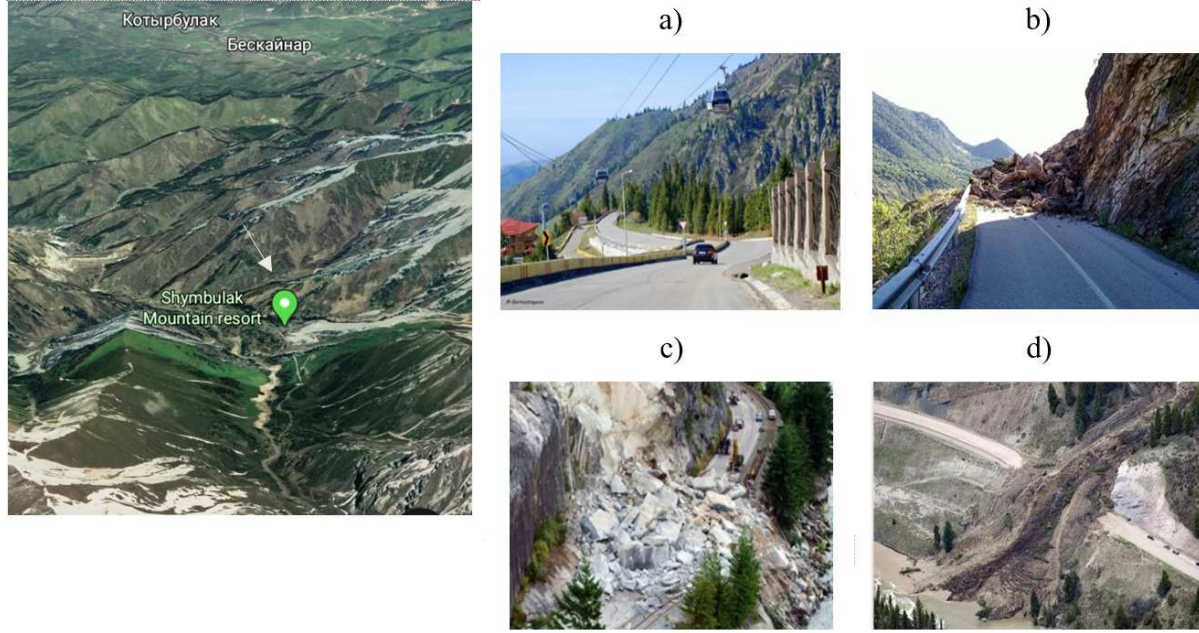 Котырбулак
Бескайнар
Shymbulak
Mountain resort
a)
b)
c)
d)